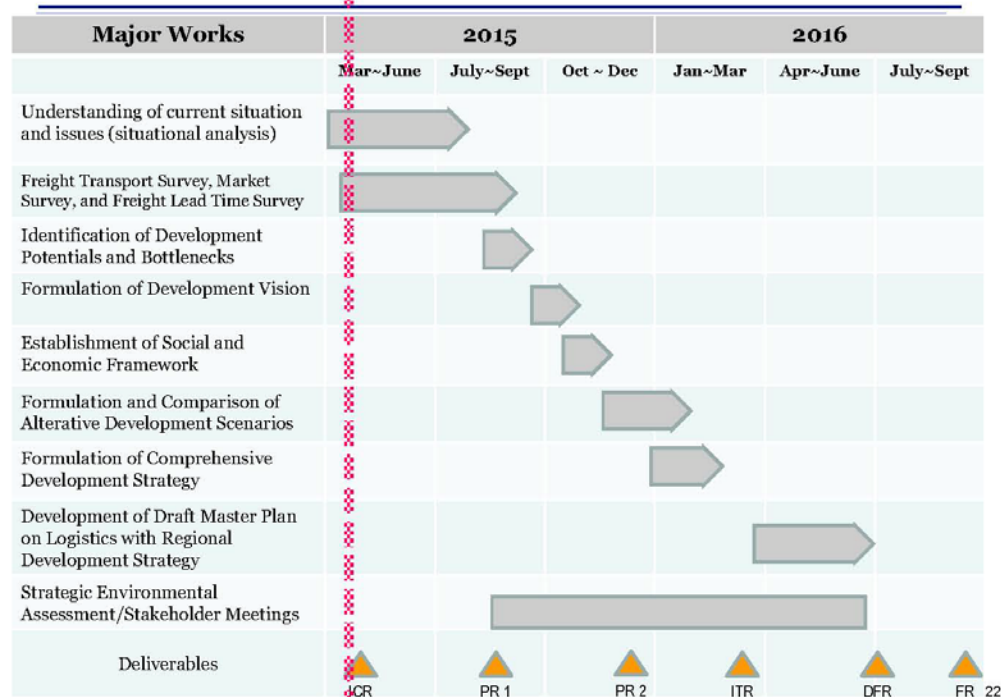 Major Works 2015 2016
Mar~June July~Sept Oct ~ Dec Jan~Mar Apr~June July~Sept
Understanding of current situation
and issues (situational analysis)
Freight Transport Survey, Market
Survey, and Freight Lead Time Survey
Identification of Development
Potentials and Bottlenecks
Formulation of Development Vision
Establishment of Social and
Economic Framework
Formulation and Comparison of
Alterative Development Scenarios
Formulation of Comprehensive
Development Strategy
Development of Draft Master Plan
on Logistics with Regional
Development Strategy
Strategic Environmental
Assessment/Stakeholder Meetings
Deliverables
ICR PR 1 PR 2 ITR DFR FR 22